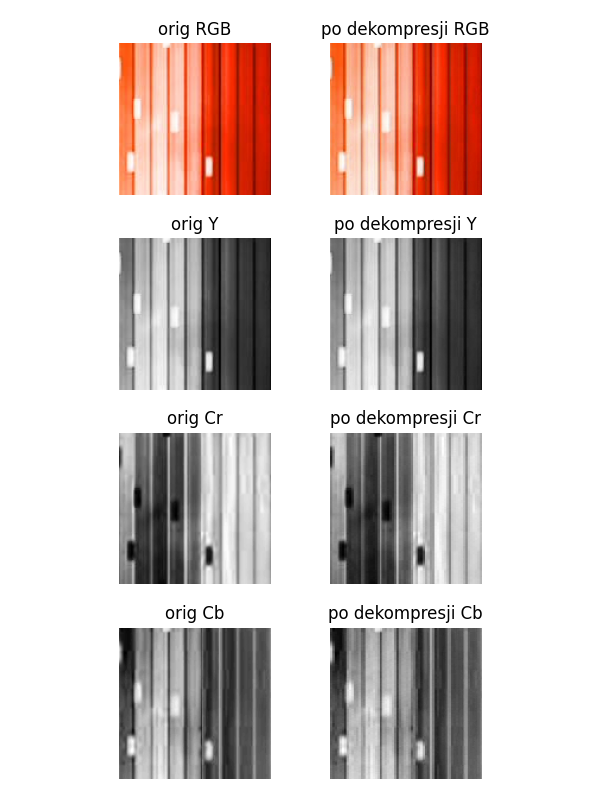 orig RGB
po dekompresji RGB
orig Y
po dekompresji Y
orig Cr
po dekompresji Cr
orig Cb
po dekompresji Cb